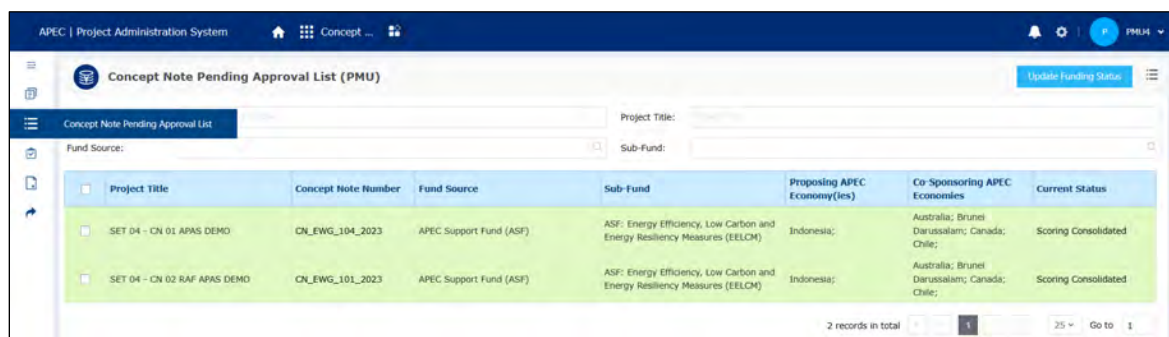 APEC | Project Administration System Concept ... PMU4
Concept Note Pending Approval List (PMU) Update Funding Status
Project Title:
Concept Note Pending Approval List
Fund Source: Sub-Fund:
Project Title Concept Note Number Fund Source Sub-Fund Proposing APEC Economy(ies) Co-Sponsoring APEC Economies Current Status
SET 04 - CN 01 APAS DEMO CN_EWG_104_2023 APEC Support Fund (ASF) ASF: Energy Efficiency, Low Carbon and Energy Resiliency Measures (EELCM) Indonesia; Australia; Brunei Darussalam; Canada; Chile; Scoring Consolidated
SET 04 - CN 02 RAF APAS DEMO CN_EWG_101_2023 APEC Support Fund (ASF) ASF: Energy Efficiency, Low Carbon and Energy Resiliency Measures (EELCM) Indonesia; Australia; Brunei Darussalam; Canada; Chile; Scoring Consolidated
2 records in total 1 25 Go to 1